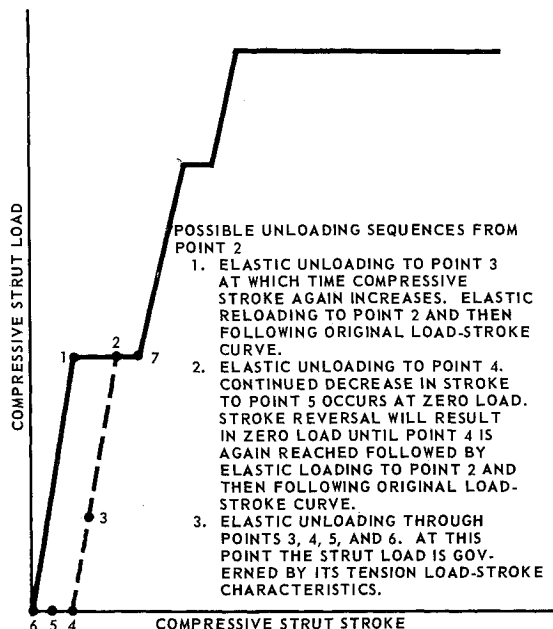 COMPRESSIVE STRUT LOAD
POSSIBLE UNLOADING SEQUENCES FROM
POINT 2
1. ELASTIC UNLOADING TO POINT 3
AT WHICH TIME COMPRESSIVE
STROKE AGAIN INCREASES. ELASTIC
RELOADING TO POINT 2 AND THEN
FOLLOWING ORIGINAL LOAD-STROKE
CURVE.
2. ELASTIC UNLOADING TO POINT 4.
CONTINUED DECREASE IN STROKE
TO POINT 5 OCCURS AT ZERO LOAD.
STROKE REVERSAL WILL RESULT
IN ZERO LOAD UNTIL POINT 4 IS
AGAIN REACHED FOLLOWED BY
ELASTIC LOADING TO POINT 2 AND
THEN FOLLOWING ORIGINAL LOAD-
STROKE CURVE.
3. ELASTIC UNLOADING THROUGH
POINTS 3, 4, 5, AND 6. AT THIS
POINT THE STRUT LOAD IS GOV-
ERNED BY ITS TENSION LOAD-STROKE
CHARACTERISTICS.
1
2
7
3
6 5 4
COMPRESSIVE STRUT STROKE